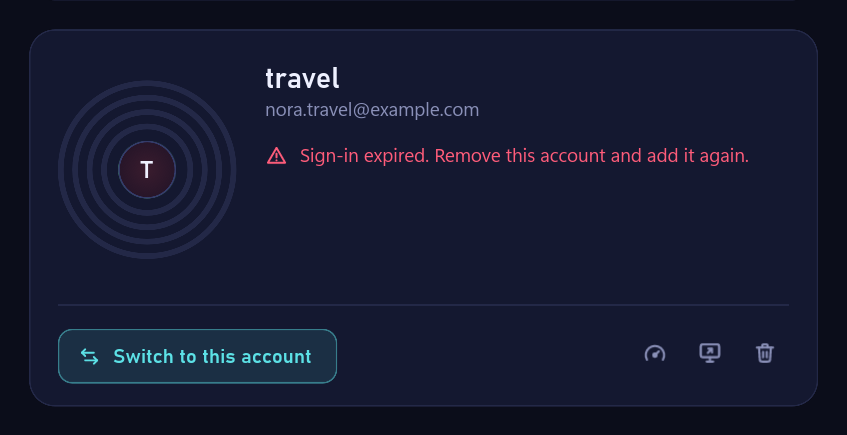 travel
nora.travel@example.com
Sign-in expired. Remove this account and add it again.
T
Switch to this account